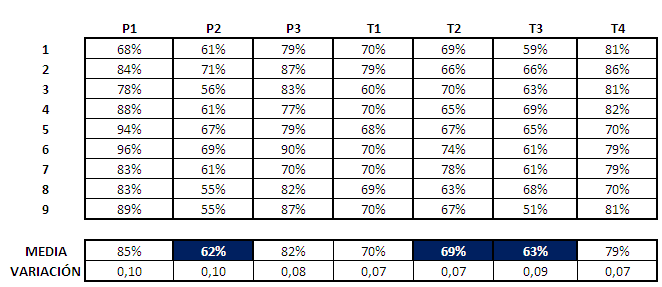 P1 P2 P3 T1 T2 T3 T4
1 68% 61% 79% 70% 69% 59% 81%
2 84% 71% 87% 79% 66% 66% 86%
3 78% 56% 83% 60% 70% 63% 81%
4 88% 61% 77% 70% 65% 69% 82%
5 94% 67% 79% 68% 67% 65% 70%
6 96% 69% 90% 70% 74% 61% 79%
7 83% 61% 70% 70% 78% 61% 79%
8 83% 55% 82% 69% 63% 68% 70%
9 89% 55% 87% 70% 67% 51% 81%
MEDIA 85% 62% 82% 70% 69% 63% 79%
VARIACIÓN 0,10 0,10 0,08 0,07 0,07 0,09 0,07